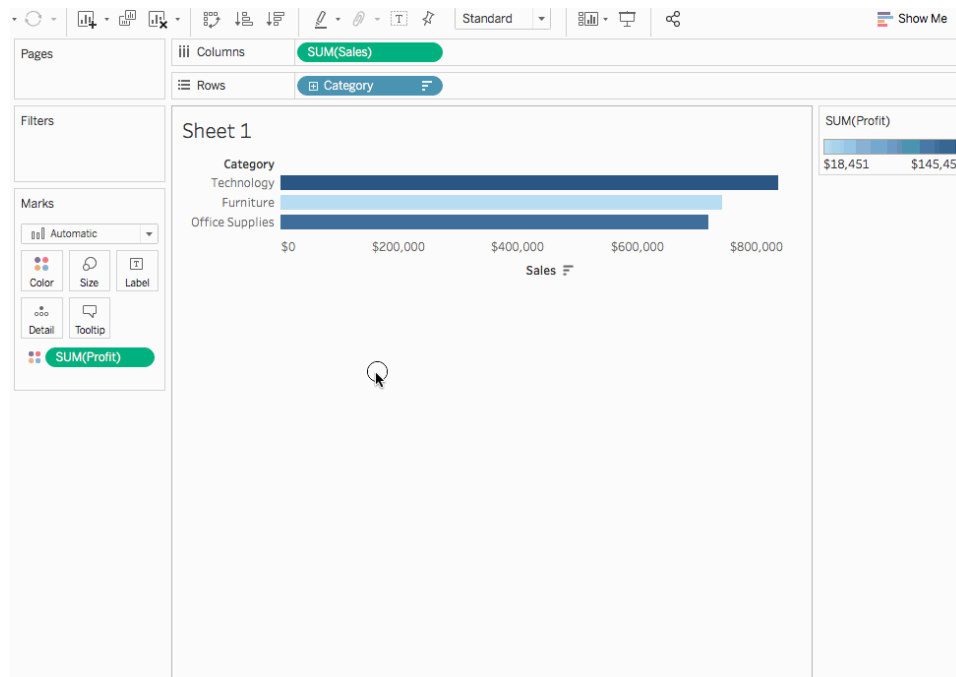 Standard
Show Me
Pages
Columns
SUM(Sales)
Rows
Category
Filters
Sheet 1
SUM(Profit)
$18,451
Category
Technology
Furniture
Office Supplies
$0
$200,000
$400,000
$600,000
$800,000
Sales
Marks
Automatic
Color
Size
T
Label
Detail
Tooltip
SUM(Profit)